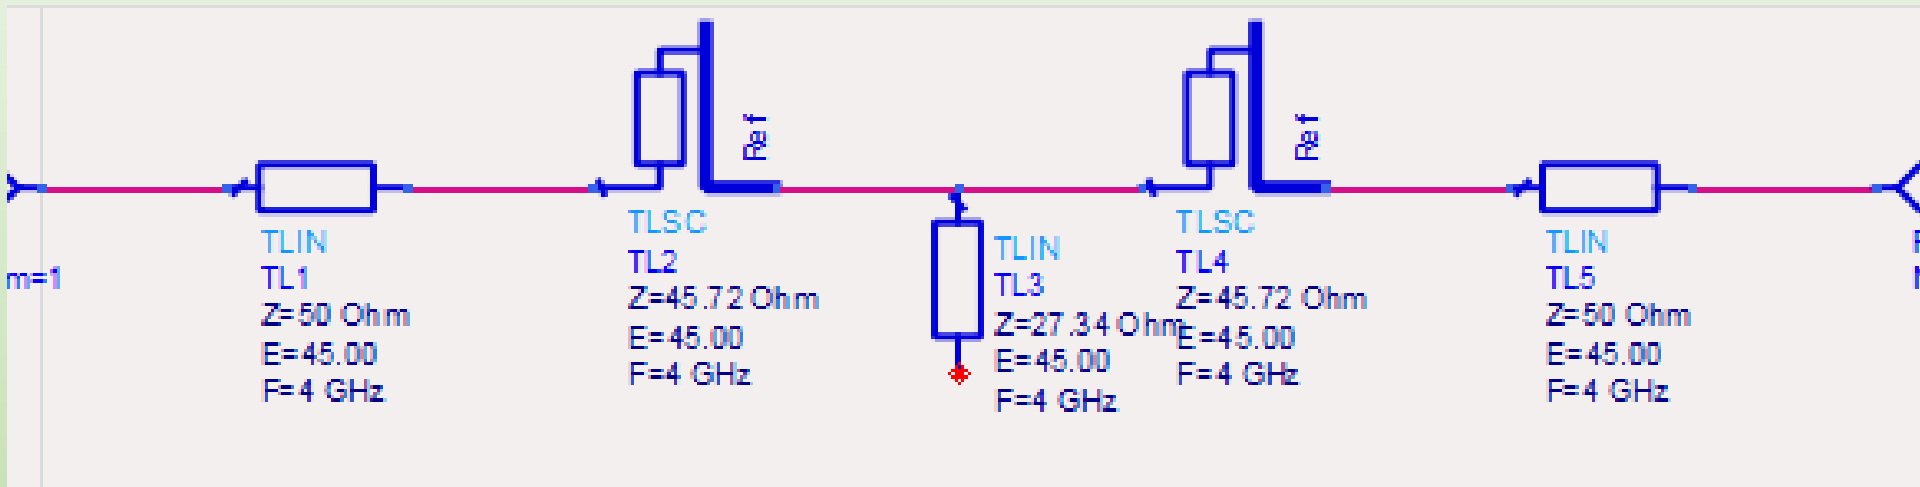 m=1
TLIN
TL1
Z=50 Ohm
E=45.00
F=4 GHz
Ref
TLSC
TL2
Z=45.72 Ohm
E=45.00
F=4 GHz
TLIN
TL3
Z=27.34 Ohm
E=45.00
F=4 GHz
Ref
TLSC
TL4
Z=45.72 Ohm
E=45.00
F=4 GHz
TLIN
TL5
Z=50 Ohm
E=45.00
F=4 GHz